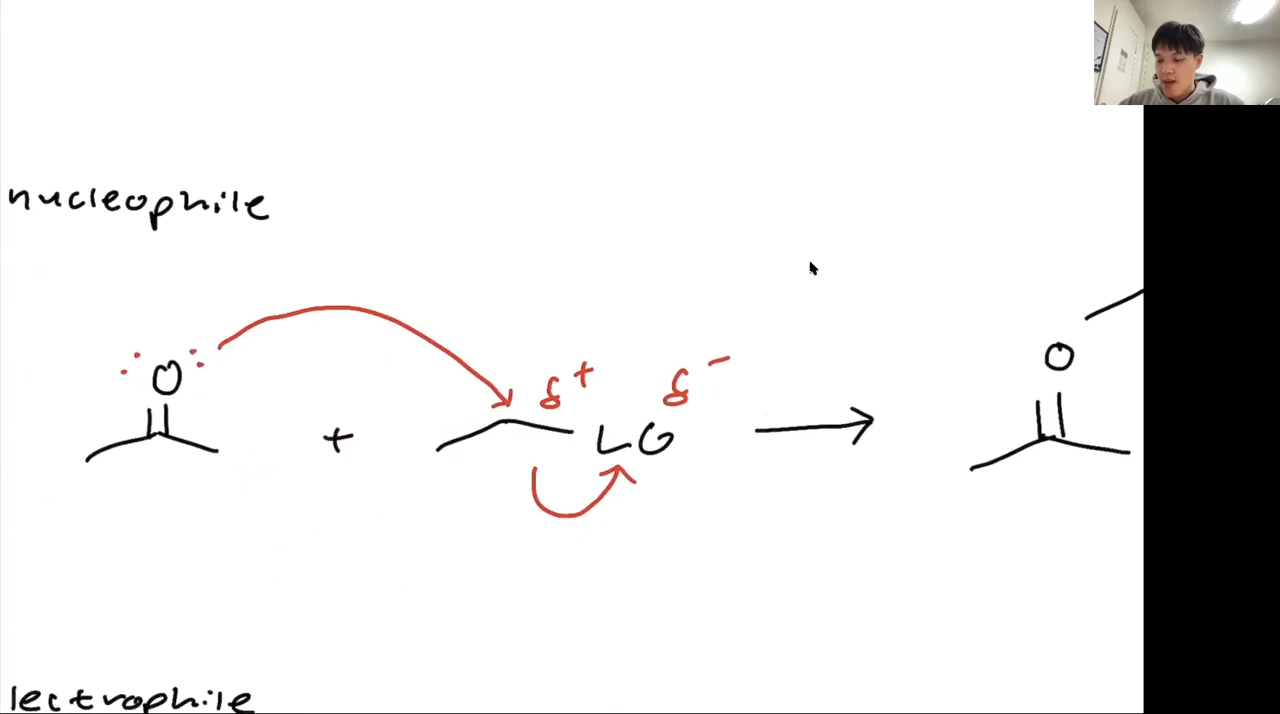 nucleophile
:O: + δ+ LG δ- → O
lectrophile